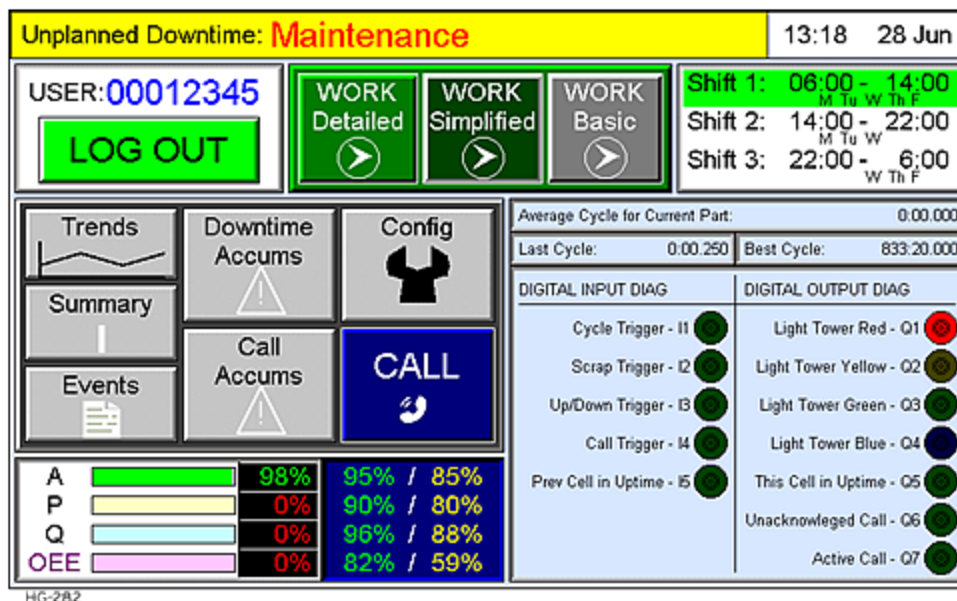 Unplanned Downtime: Maintenance
13:18 28 Jun
USER:00012345
LOG OUT
WORK
Detailed
WORK
Simplified
WORK
Basic
Shift 1: 06:00 - 14:00
M Tu W Th F
Shift 2: 14:00 - 22:00
M Tu W
Shift 3: 22:00 - 6:00
W Th F
Trends
Summary
Events
Downtime
Accums
Call
Accums
Config
CALL
A 98% 95% / 85%
P 0% 90% / 80%
Q 0% 96% / 88%
OEE 0% 82% / 59%
Average Cycle for Current Part: 0:00.000
Last Cycle: 0:00.250
Best Cycle: 833:20.000
DIGITAL INPUT DIAG
Cycle Trigger - I1
Scrap Trigger - I2
Up/Down Trigger - I3
Call Trigger - I4
Prev Cell in Uptime - I5
DIGITAL OUTPUT DIAG
Light Tower Red - Q1
Light Tower Yellow - Q2
Light Tower Green - Q3
Light Tower Blue - Q4
This Cell in Uptime - Q5
Unacknowleged Call - Q6
Active Call - Q7
HG-282